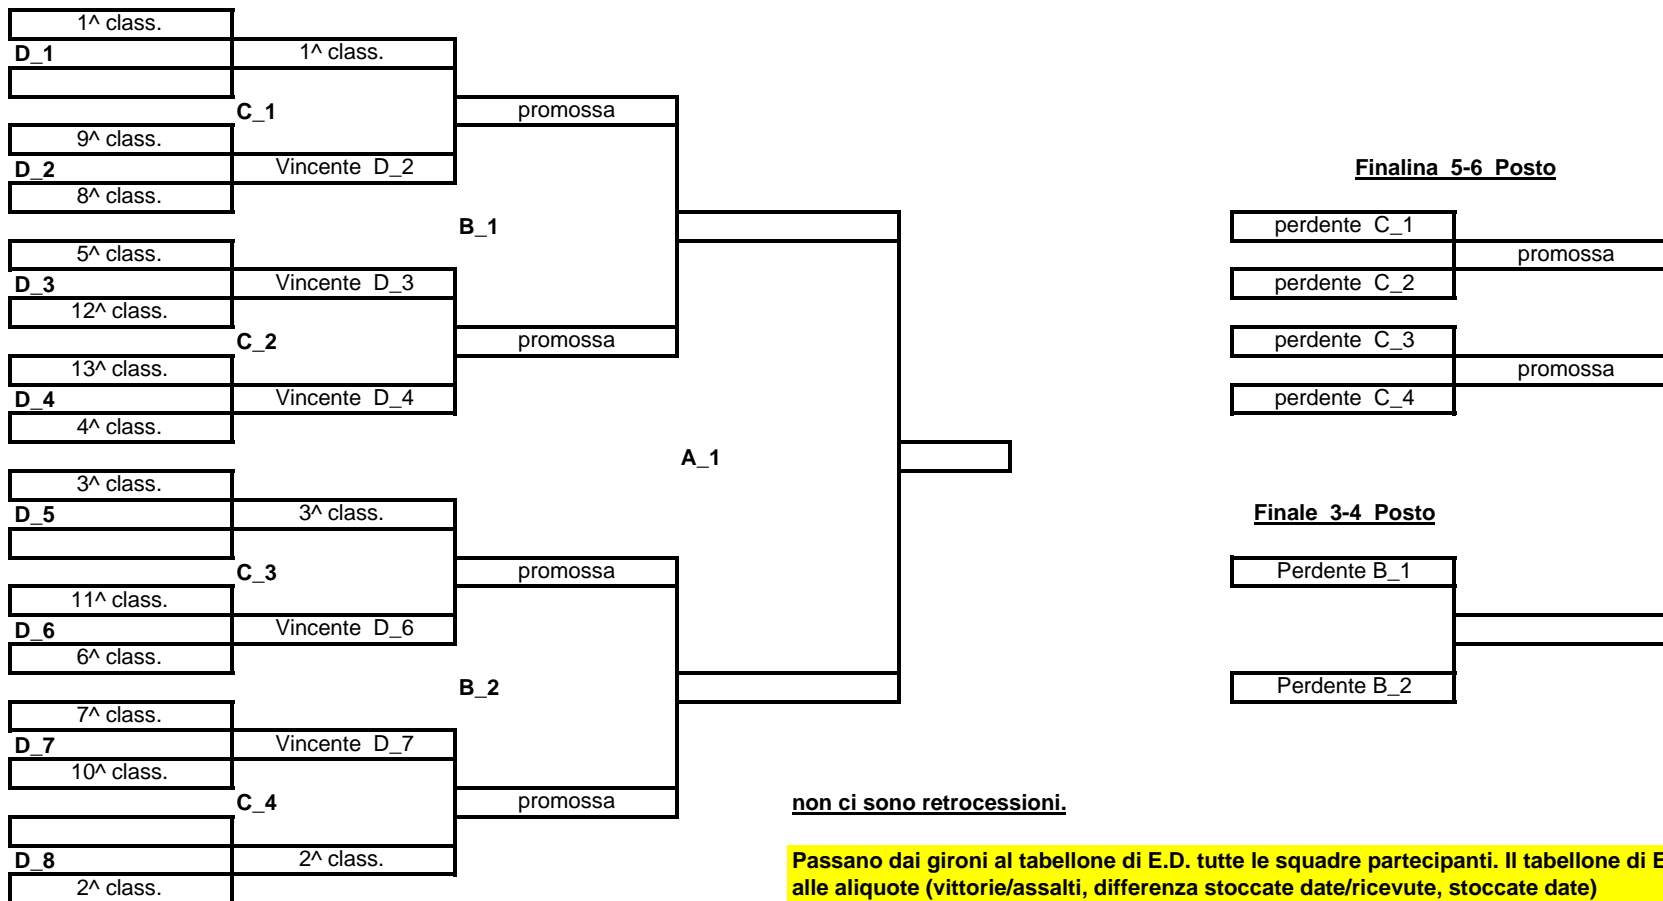 1^ class.
D_1
1^ class.
C_1
promossa
9^ class.
D_2
Vincente D_2
8^ class.
B_1
5^ class.
D_3
Vincente D_3
12^ class.
C_2
promossa
13^ class.
D_4
Vincente D_4
4^ class.
A_1
3^ class.
D_5
3^ class.
C_3
promossa
11^ class.
D_6
Vincente D_6
6^ class.
B_2
7^ class.
D_7
Vincente D_7
10^ class.
C_4
promossa
D_8
2^ class.
2^ class.
Finalina 5-6 Posto
perdente C_1
promossa
perdente C_2
perdente C_3
promossa
perdente C_4
Finale 3-4 Posto
Perdente B_1
Perdente B_2
non ci sono retrocessioni.
Passano dai gironi al tabellone di E.D. tutte le squadre partecipanti. Il tabellone di E
alle aliquote (vittorie/assalti, differenza stoccate date/ricevute, stoccate date)